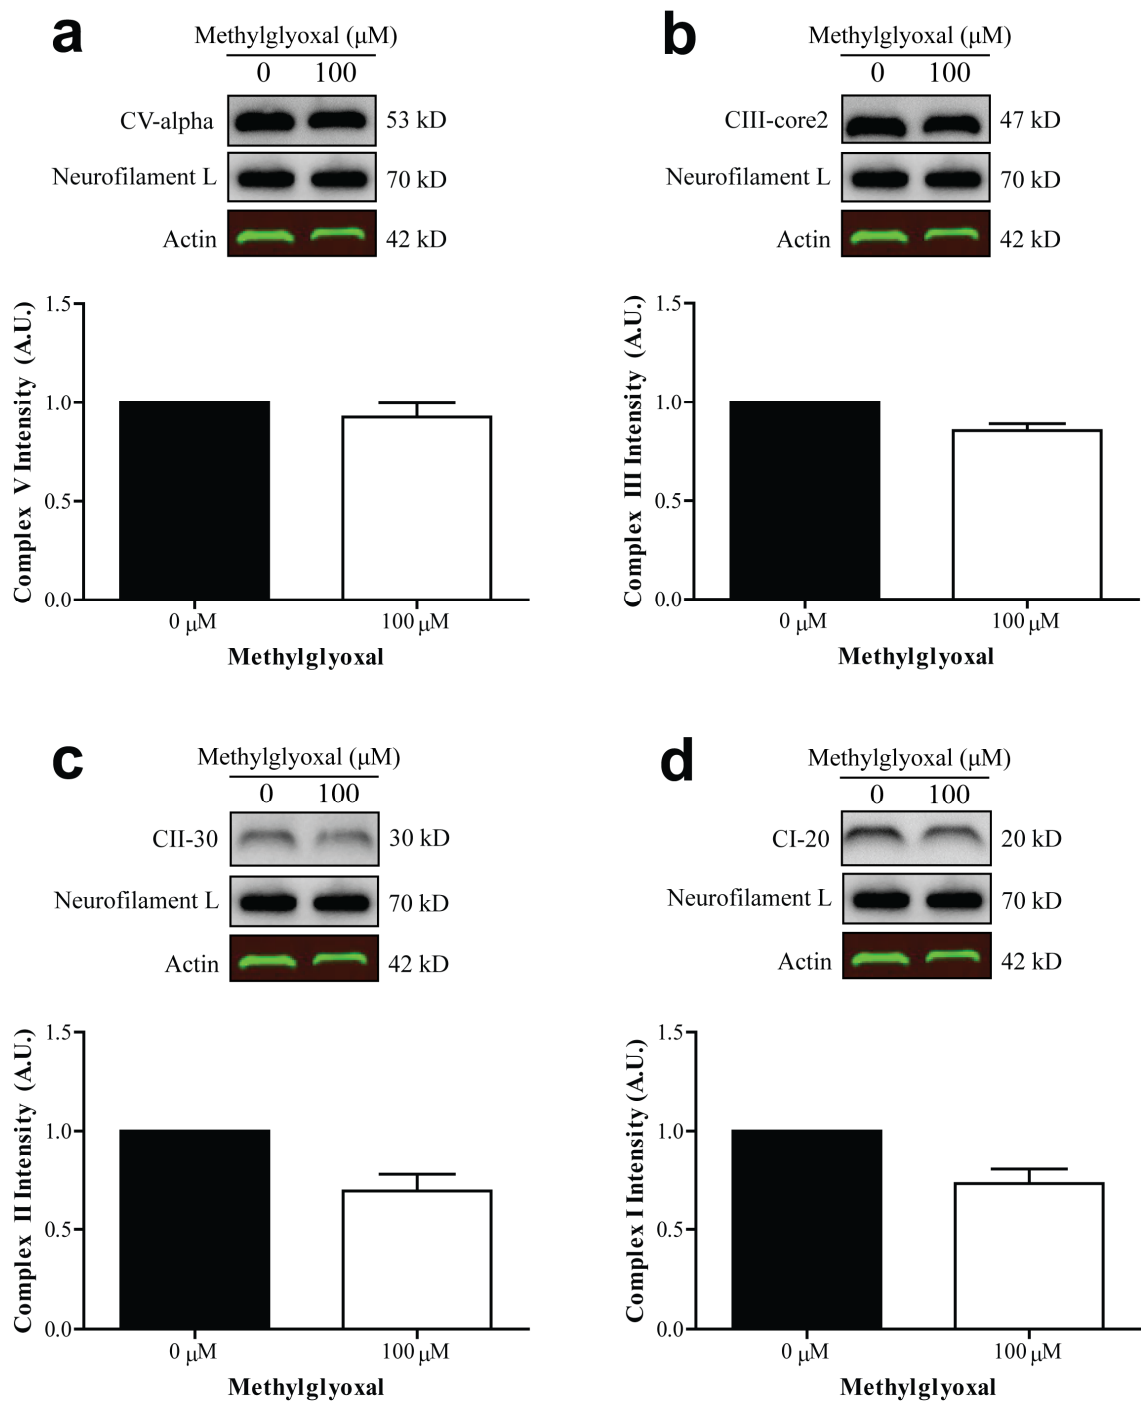 a
Methylglyoxal (μM)
0 100
CV-alpha 53 kD
Neurofilament L 70 kD
Actin 42 kD
Complex V Intensity (A.U.)
1.5
1.0
0.5
0.0
0 μM 100 μM
Methylglyoxal
b
Methylglyoxal (μM)
0 100
CIII-core2 47 kD
Neurofilament L 70 kD
Actin 42 kD
Complex III Intensity (A.U.)
1.5
1.0
0.5
0.0
0 μM 100 μM
Methylglyoxal
c
Methylglyoxal (μM)
0 100
CII-30 30 kD
Neurofilament L 70 kD
Actin 42 kD
Complex II Intensity (A.U.)
1.5
1.0
0.5
0.0
0 μM 100 μM
Methylglyoxal
d
Methylglyoxal (μM)
0 100
CI-20 20 kD
Neurofilament L 70 kD
Actin 42 kD
Complex I Intensity (A.U.)
1.5
1.0
0.5
0.0
0 μM 100 μM
Methylglyoxal